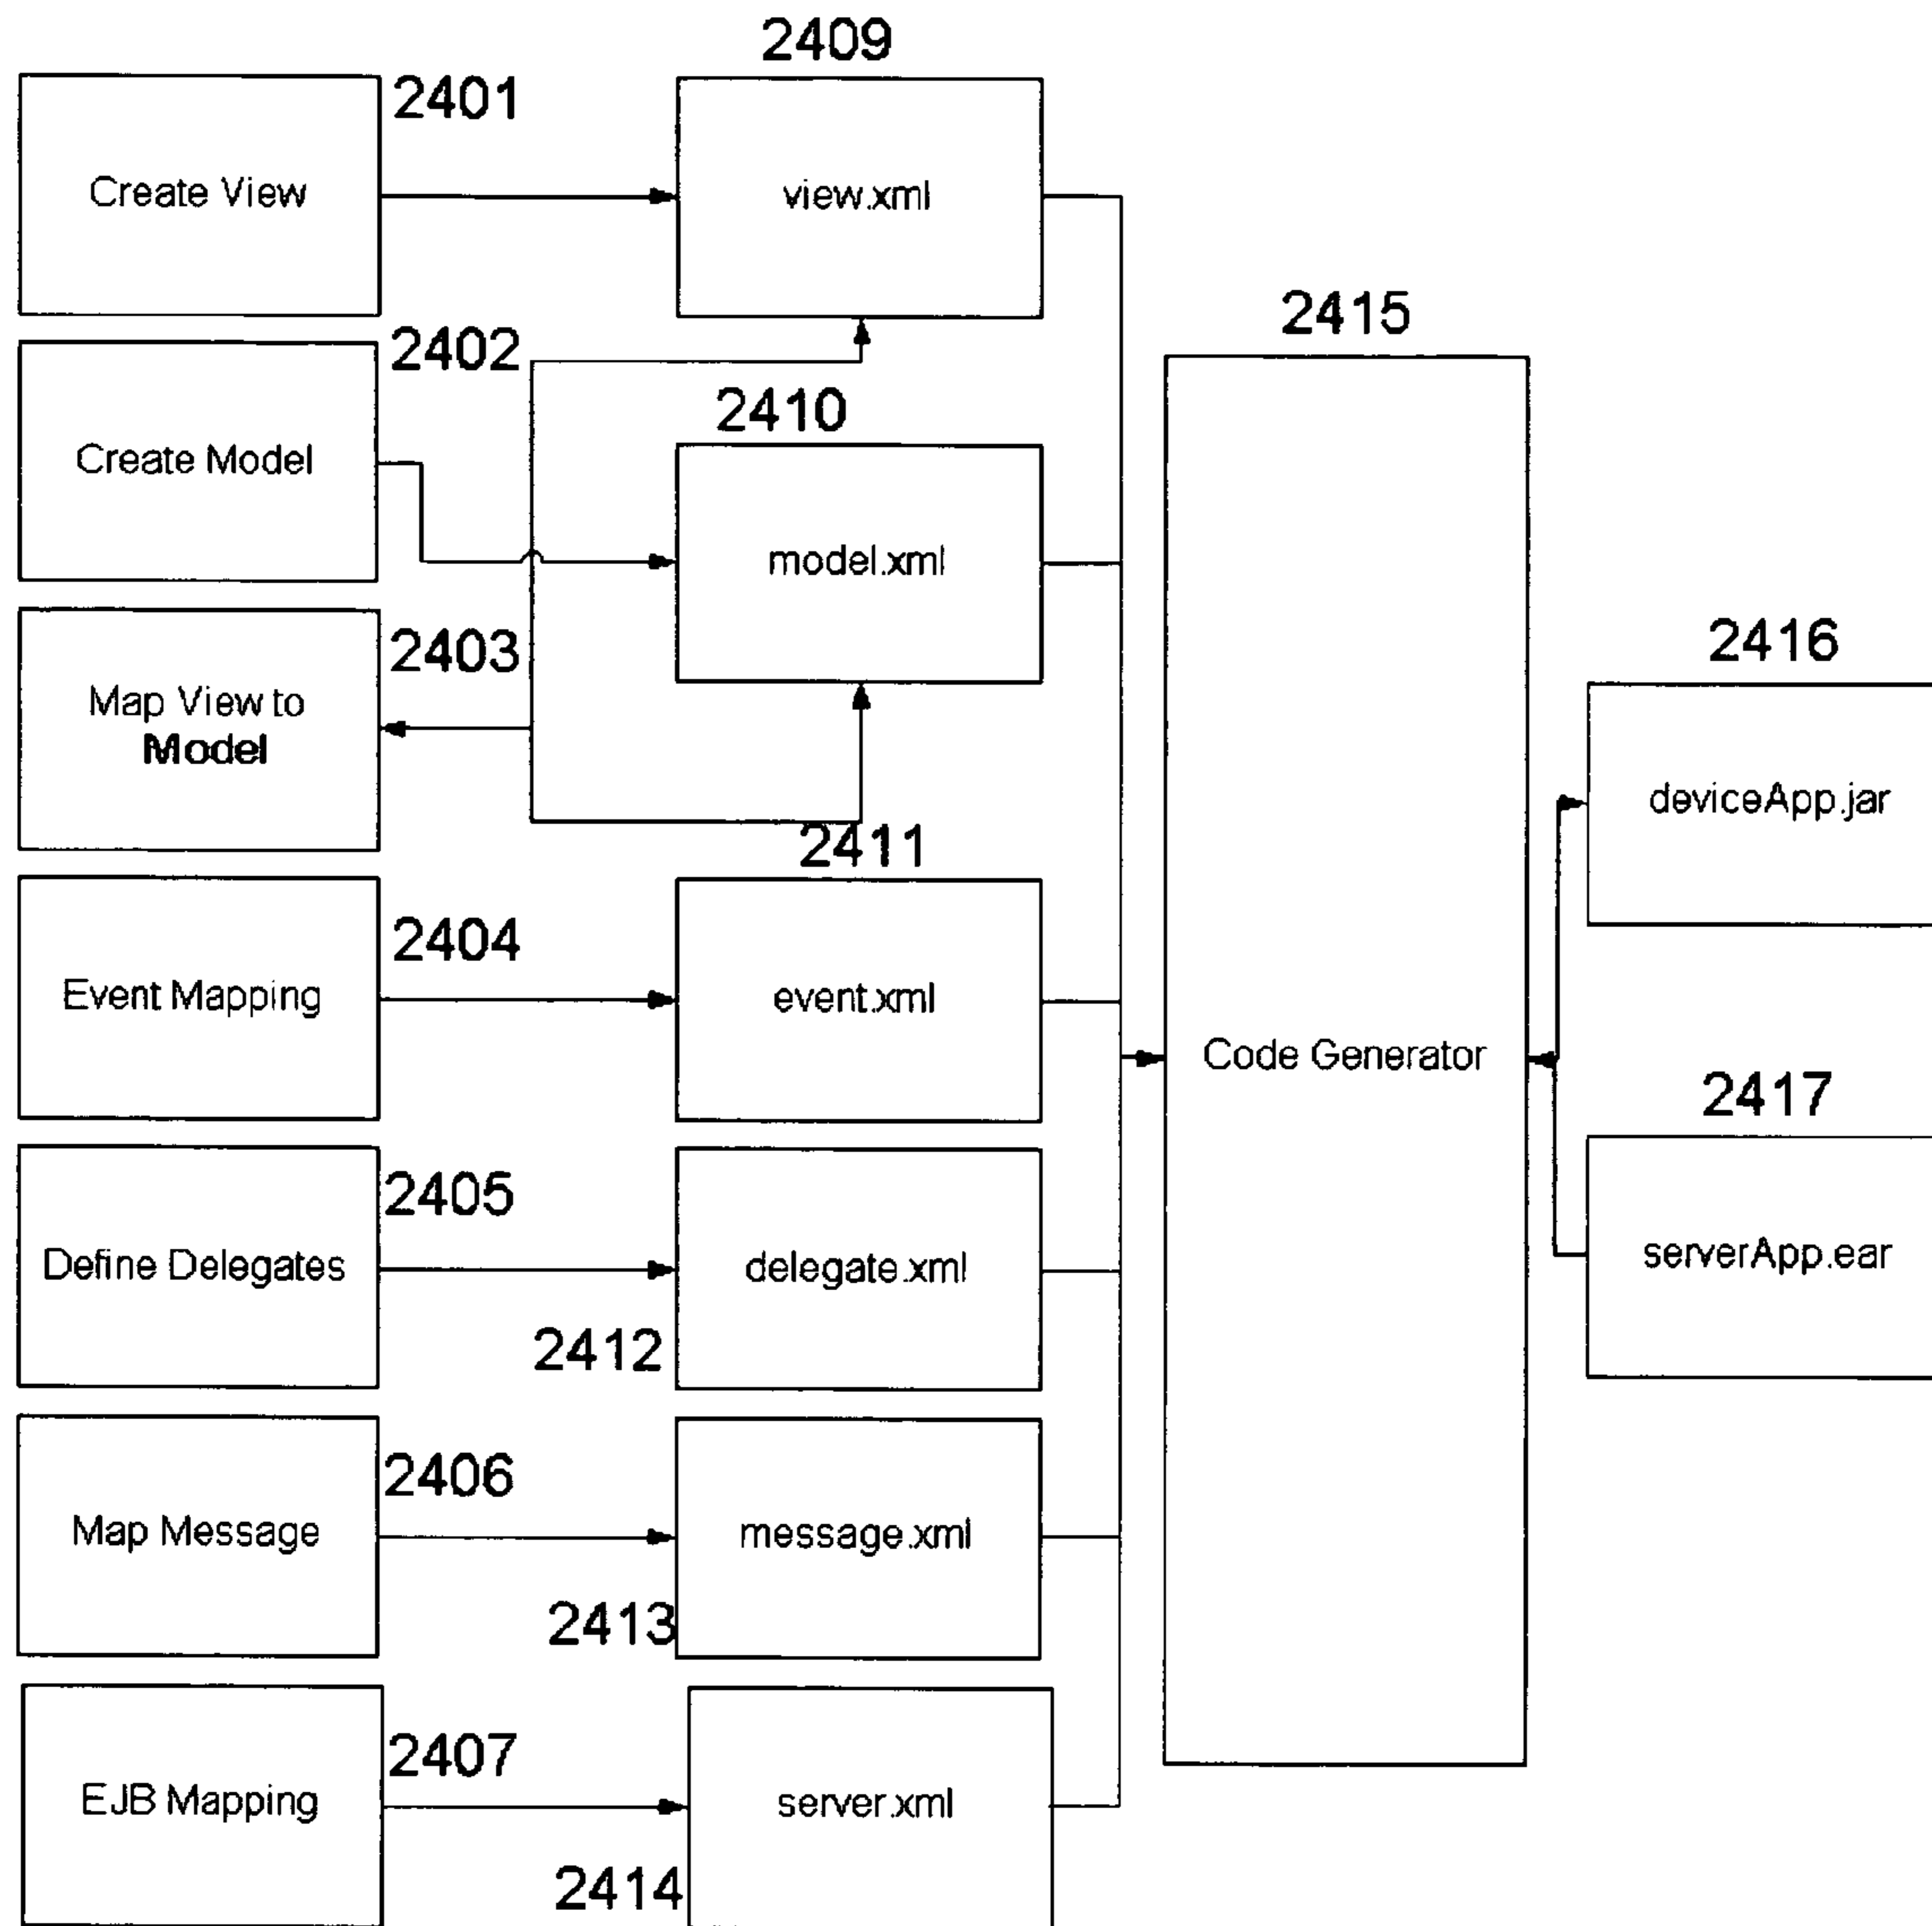 2409
2401
Create View
view.xml
2402
2415
2410
Create Model
model.xml
2403
2416
Map View to
Model
deviceApp.jar
2411
2404
Event Mapping
event.xml
Code Generator
2417
2405
Define Delegates
delegate.xml
serverApp.ear
2412
2406
Map Message
message.xml
2413
2407
EJB Mapping
server.xml
2414